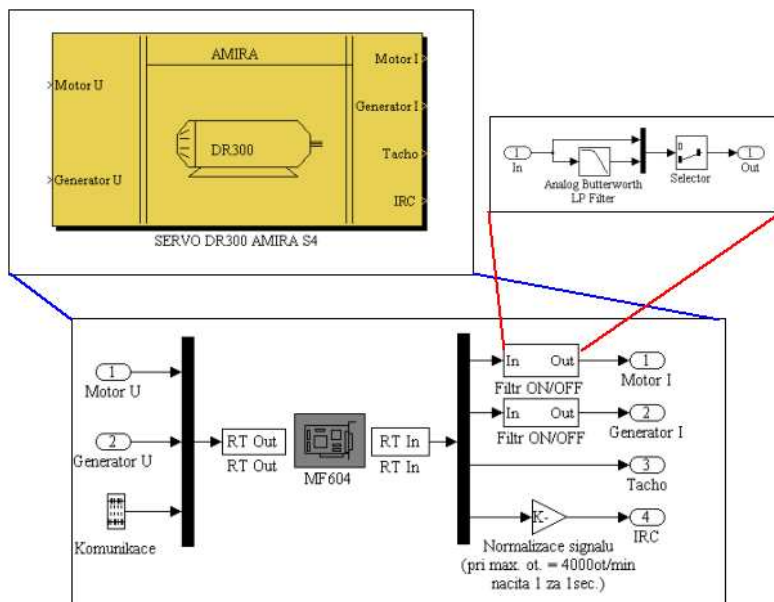 AMIRA
Motor U
Motor I
Generator I
DR300
Tacho
Generator U
IRC
SERVO DR300 AMIRA S4
1
In
Analog Butterworth
LP Filter
0
Selector
1
Out
1
Motor U
2
Generator U
Komunikace
RT Out
RT Out
MF604
RT In
RT In
In Out
Filtr ON/OFF
1
Motor I
In Out
Filtr ON/OFF
2
Generator I
3
Tacho
K-
4
IRC
Normalizace signalu
(pri max. ot. = 4000ot/min
nacita 1 za 1sec.)